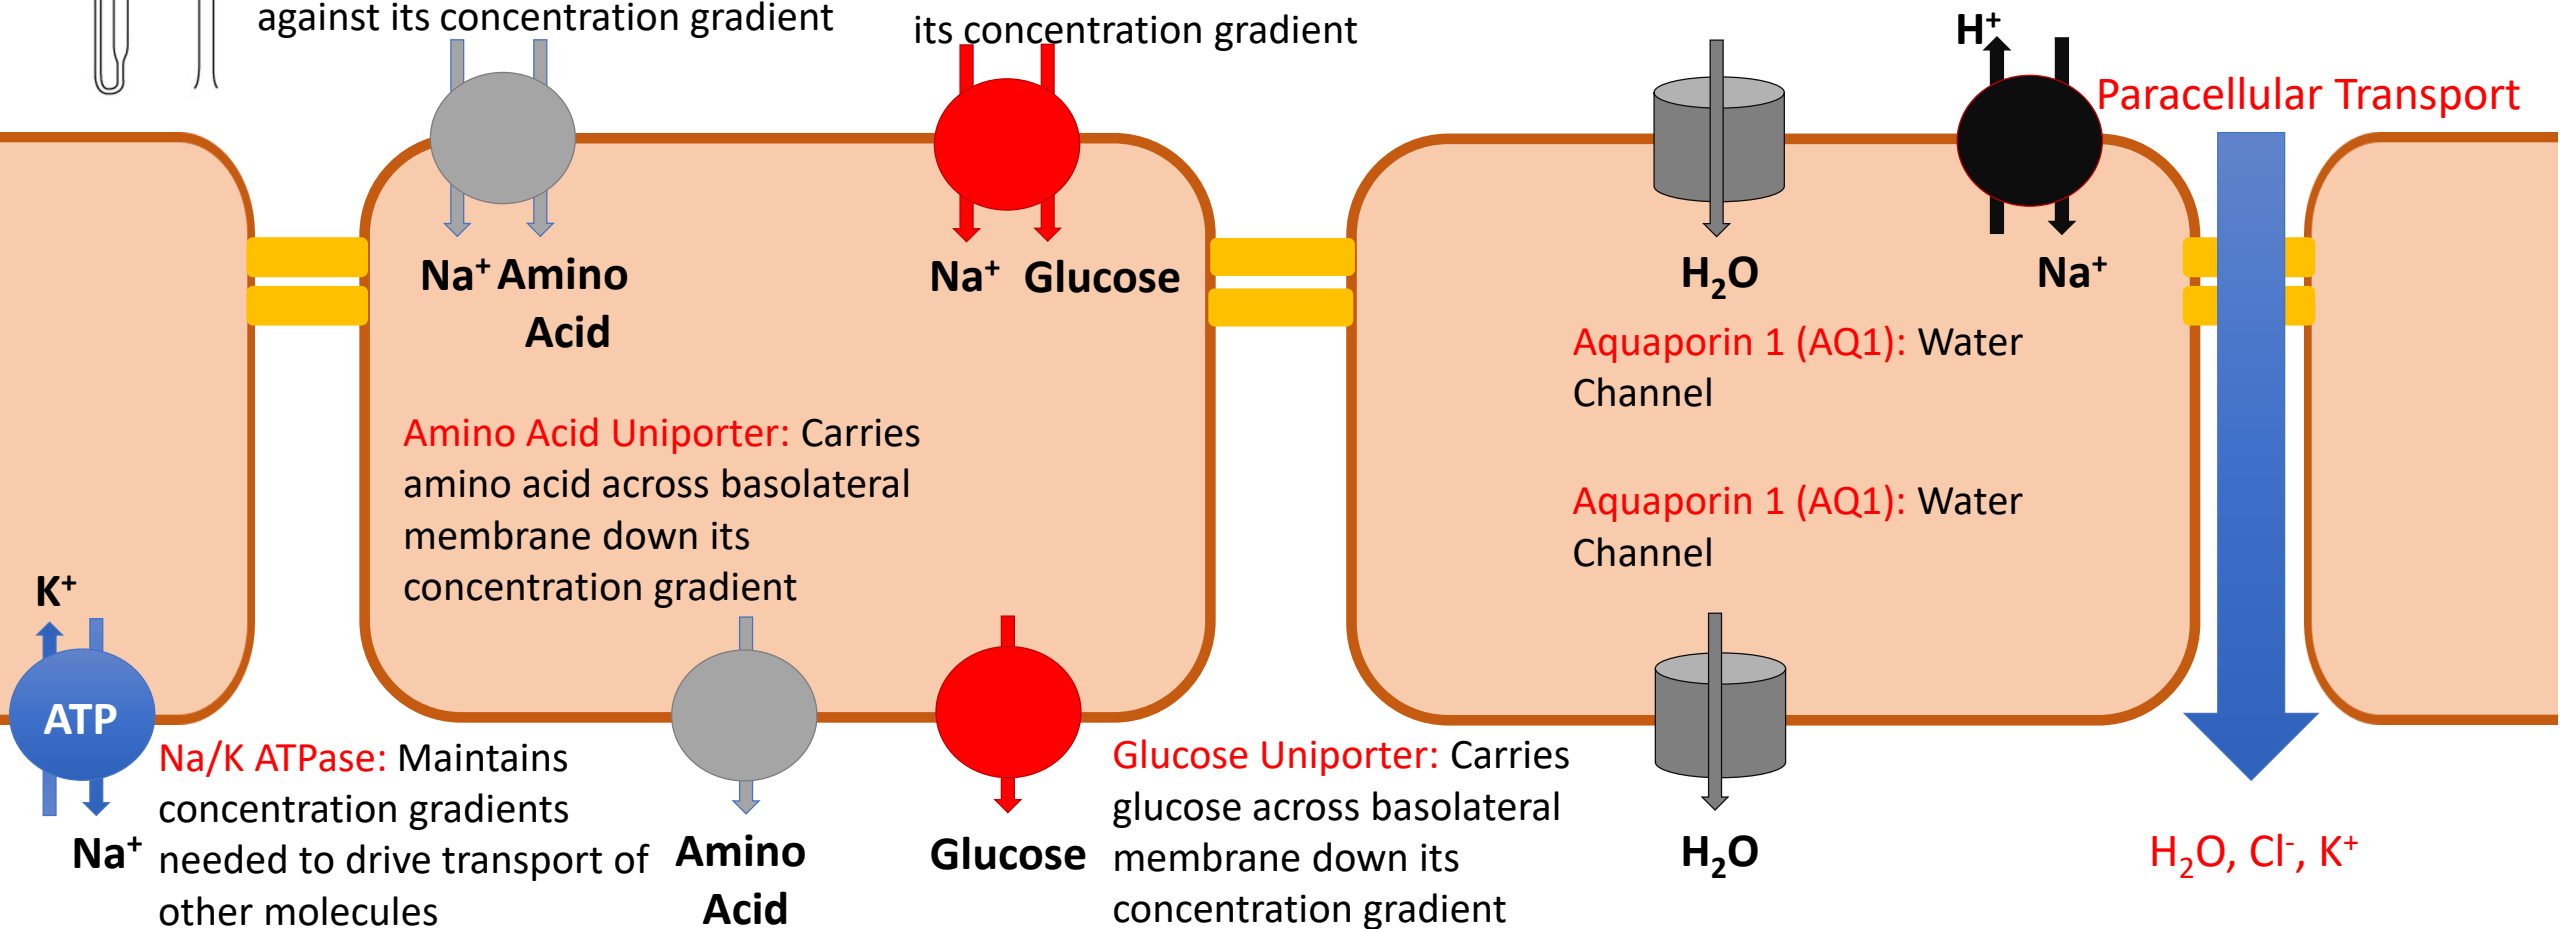 against its concentration gradient
its concentration gradient
H⁺
Paracellular Transport
Na⁺ Amino
Acid
Na⁺ Glucose
H₂O
Na⁺
Aquaporin 1 (AQ1): Water
Channel
Amino Acid Uniporter: Carries
amino acid across basolateral
membrane down its
concentration gradient
Aquaporin 1 (AQ1): Water
Channel
K⁺
ATP
Na⁺
Na/K ATPase: Maintains
concentration gradients
needed to drive transport of
other molecules
Amino
Acid
Glucose
Glucose Uniporter: Carries
glucose across basolateral
membrane down its
concentration gradient
H₂O
H₂O, Cl⁻, K⁺